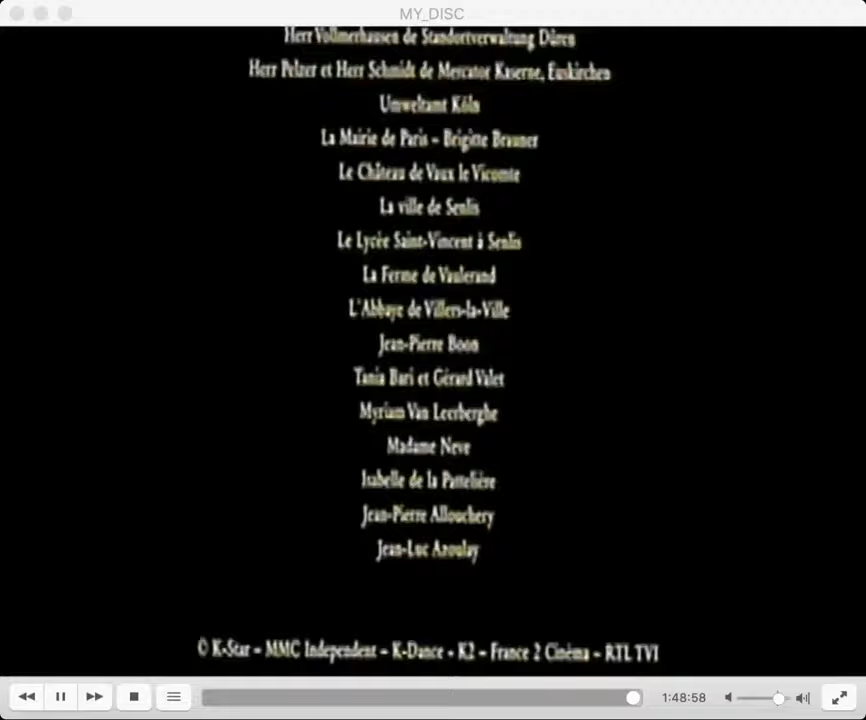 MY_DISC
Herr Vollmerhausen de Standortverwaltung Düren
Herr Pelzer et Herr Schmidt de Mercator Kaserne, Euskirchen
Umweltamt Köln
La Mairie de Paris – Brigitte Brauner
Le Château de Vaux le Vicomte
La ville de Senlis
Le Lycée Saint-Vincent à Senlis
La Ferme de Vaulerand
L'Abbaye de Villers-la-Ville
Jean-Pierre Boon
Tania Bari et Gérard Valet
Myriam Van Leerberghe
Madame Neve
Isabelle de la Patellière
Jean-Pierre Allouchery
Jean-Luc Azoulay
© K-Star – MMC Independent – K-Dance - K2 – France 2 Cinéma – RTL TVI
1:48:58